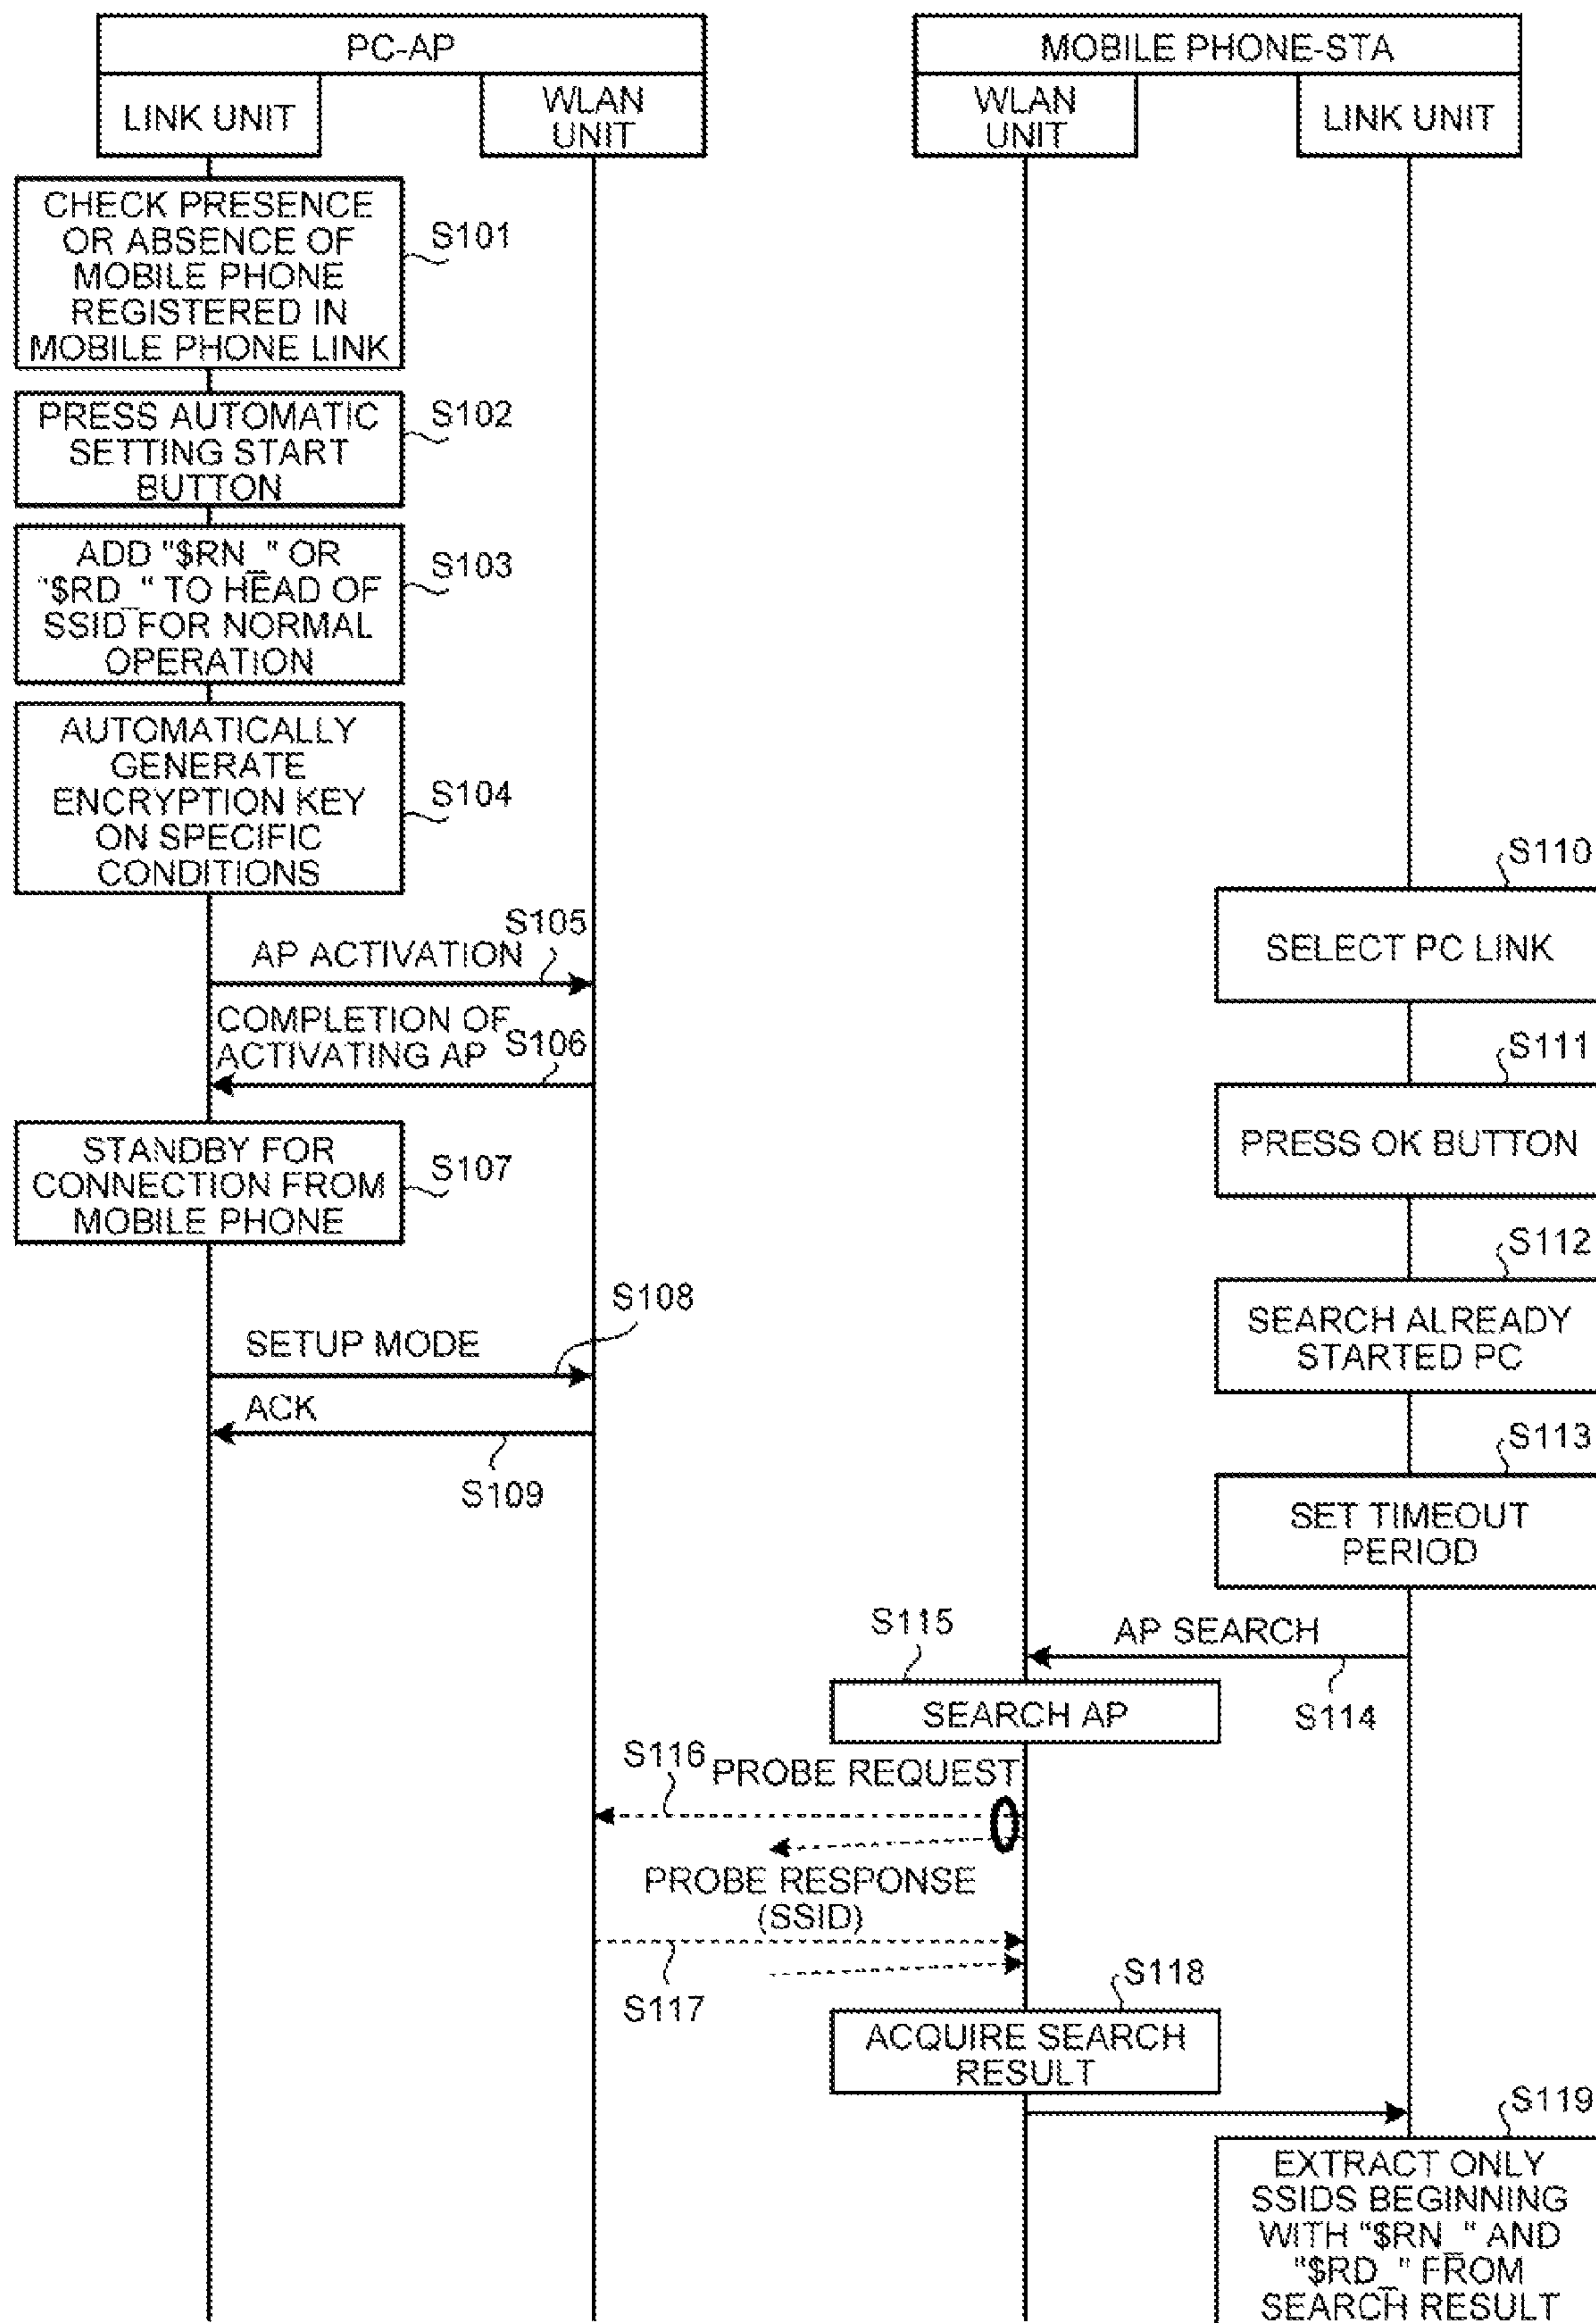 PC-AP
MOBILE PHONE-STA
LINK UNIT
WLAN
UNIT
WLAN
UNIT
LINK UNIT
CHECK PRESENCE
OR ABSENCE OF
MOBILE PHONE
REGISTERED IN
MOBILE PHONE LINK
S101
PRESS AUTOMATIC
SETTING START
BUTTON
S102
ADD "$RN_" OR
"$RD_" TO HEAD OF
SSID FOR NORMAL
OPERATION
S103
AUTOMATICALLY
GENERATE
ENCRYPTION KEY
ON SPECIFIC
CONDITIONS
S104
S110
SELECT PC LINK
S105
AP ACTIVATION
COMPLETION OF
ACTIVATING AP
S106
S111
PRESS OK BUTTON
STANDBY FOR
CONNECTION FROM
MOBILE PHONE
S107
S112
SEARCH ALREADY
STARTED PC
S108
SETUP MODE
ACK
S109
S113
SET TIMEOUT
PERIOD
S115
AP SEARCH
S114
SEARCH AP
S116
PROBE REQUEST
PROBE RESPONSE
(SSID)
S117
S118
ACQUIRE SEARCH
RESULT
S119
EXTRACT ONLY
SSIDS BEGINNING
WITH "$RN_" AND
"$RD_" FROM
SEARCH RESULT